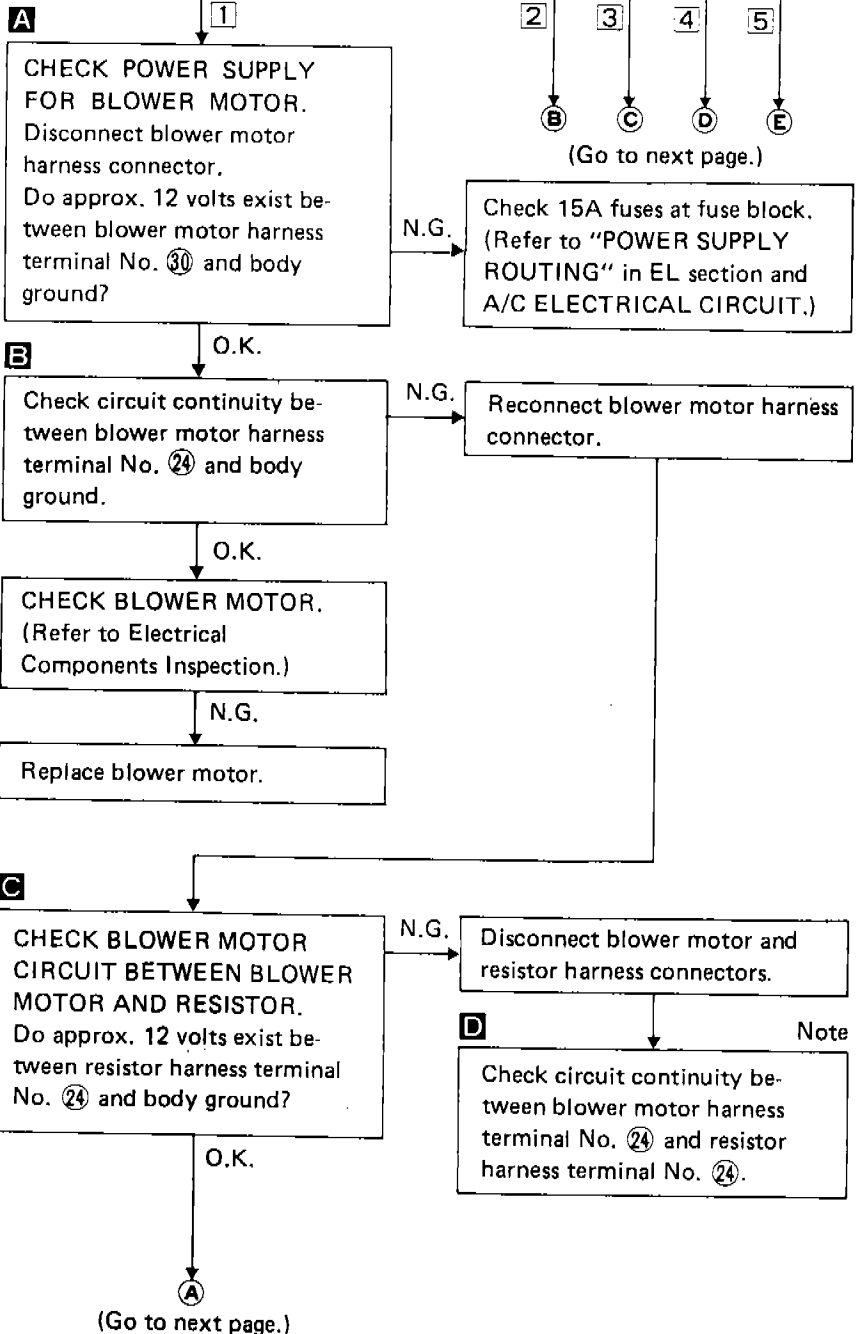 A
1
CHECK POWER SUPPLY
FOR BLOWER MOTOR.
Disconnect blower motor
harness connector.
Do approx. 12 volts exist be-
tween blower motor harness
terminal No. ㉚ and body
ground?
2 3 4 5
Ⓑ Ⓒ Ⓓ Ⓔ
(Go to next page.)
N.G.
Check 15A fuses at fuse block.
(Refer to "POWER SUPPLY
ROUTING" in EL section and
A/C ELECTRICAL CIRCUIT.)
O.K.
B
Check circuit continuity be-
tween blower motor harness
terminal No. ㉔ and body
ground.
N.G.
Reconnect blower motor harness
connector.
O.K.
CHECK BLOWER MOTOR.
(Refer to Electrical
Components Inspection.)
N.G.
Replace blower motor.
C
CHECK BLOWER MOTOR
CIRCUIT BETWEEN BLOWER
MOTOR AND RESISTOR.
Do approx. 12 volts exist be-
tween resistor harness terminal
No. ㉔ and body ground?
N.G.
Disconnect blower motor and
resistor harness connectors.
D
Note
Check circuit continuity be-
tween blower motor harness
terminal No. ㉔ and resistor
harness terminal No. ㉔.
O.K.
Ⓐ
(Go to next page.)